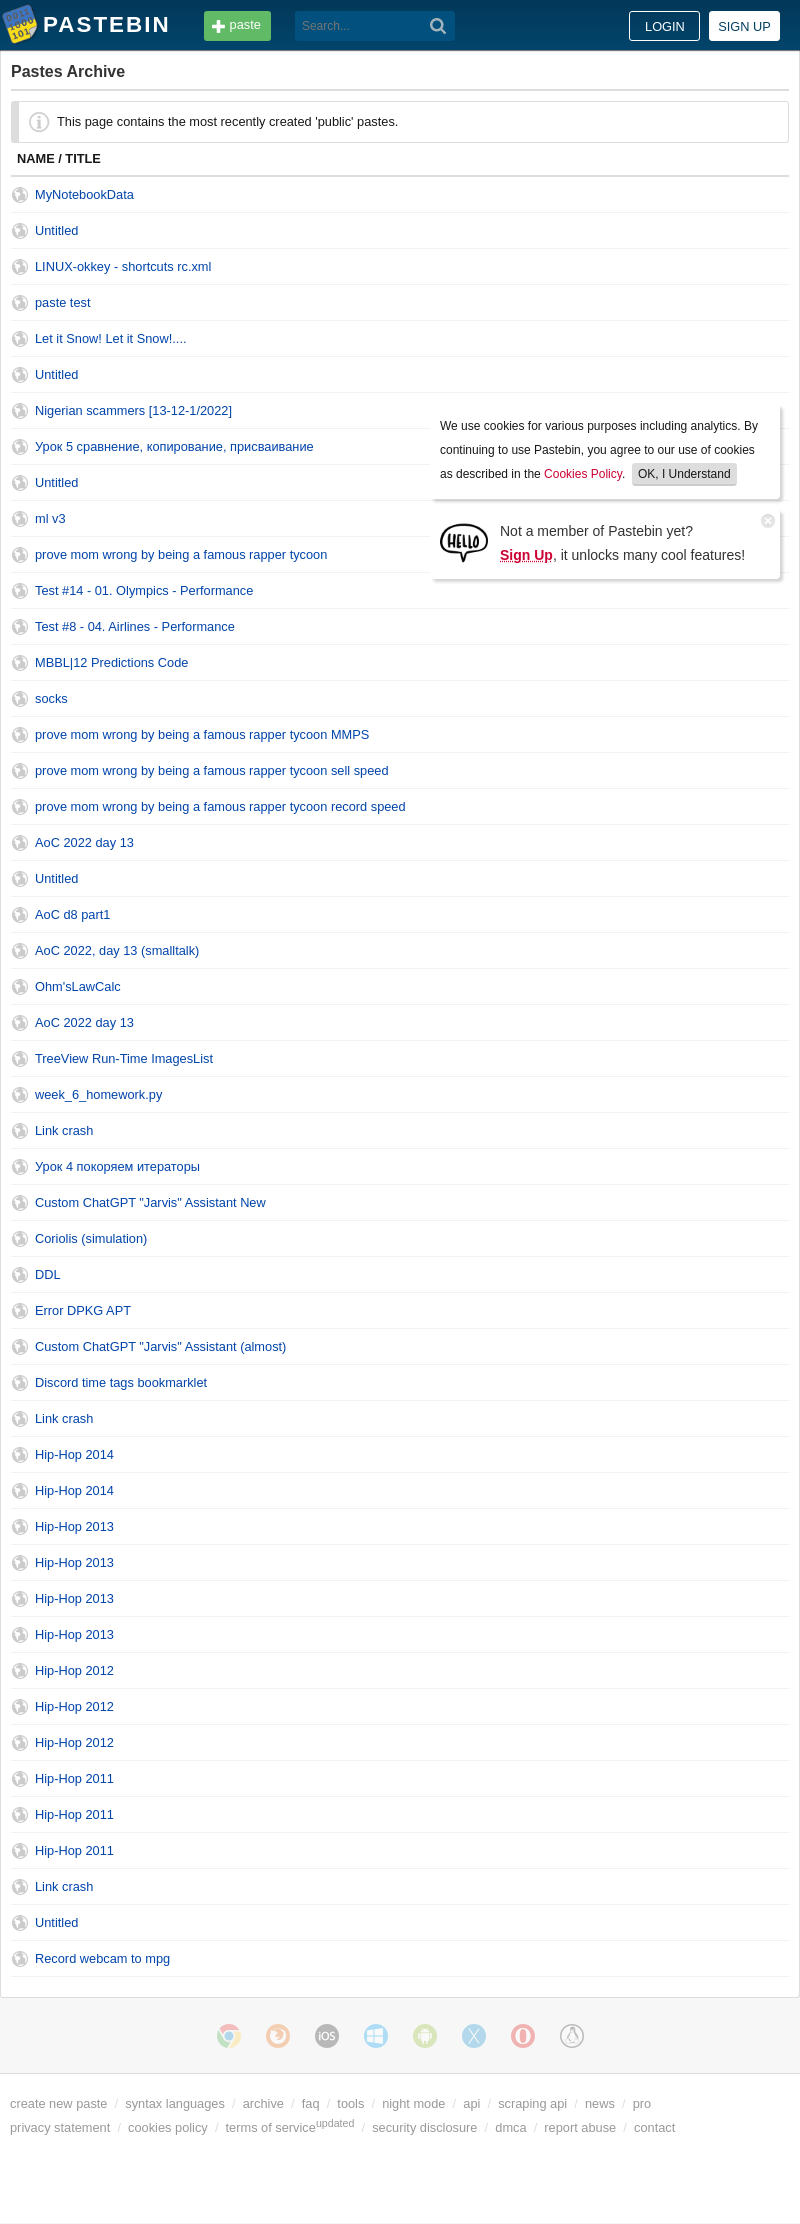 PASTEBIN paste Search... LOGIN SIGN UP
Pastes Archive
This page contains the most recently created 'public' pastes.
NAME / TITLE
MyNotebookData
Untitled
LINUX-okkey - shortcuts rc.xml
paste test
Let it Snow! Let it Snow!....
Untitled
Nigerian scammers [13-12-1/2022]
Урок 5 сравнение, копирование, присваивание
Untitled
ml v3
prove mom wrong by being a famous rapper tycoon
We use cookies for various purposes including analytics. By
continuing to use Pastebin, you agree to our use of cookies
as described in the Cookies Policy. OK, I Understand
HELLO
Not a member of Pastebin yet?
Sign Up, it unlocks many cool features!
Test #14 - 01. Olympics - Performance
Test #8 - 04. Airlines - Performance
MBBL|12 Predictions Code
socks
prove mom wrong by being a famous rapper tycoon MMPS
prove mom wrong by being a famous rapper tycoon sell speed
prove mom wrong by being a famous rapper tycoon record speed
AoC 2022 day 13
Untitled
AoC d8 part1
AoC 2022, day 13 (smalltalk)
Ohm'sLawCalc
AoC 2022 day 13
TreeView Run-Time ImagesList
week_6_homework.py
Link crash
Урок 4 покоряем итераторы
Custom ChatGPT "Jarvis" Assistant New
Coriolis (simulation)
DDL
Error DPKG APT
Custom ChatGPT "Jarvis" Assistant (almost)
Discord time tags bookmarklet
Link crash
Hip-Hop 2014
Hip-Hop 2014
Hip-Hop 2013
Hip-Hop 2013
Hip-Hop 2013
Hip-Hop 2013
Hip-Hop 2012
Hip-Hop 2012
Hip-Hop 2012
Hip-Hop 2011
Hip-Hop 2011
Hip-Hop 2011
Link crash
Untitled
Record webcam to mpg
iOS
create new paste / syntax languages / archive / faq / tools / night mode / api / scraping api / news / pro
privacy statement / cookies policy / terms of serviceupdated / security disclosure / dmca / report abuse / contact